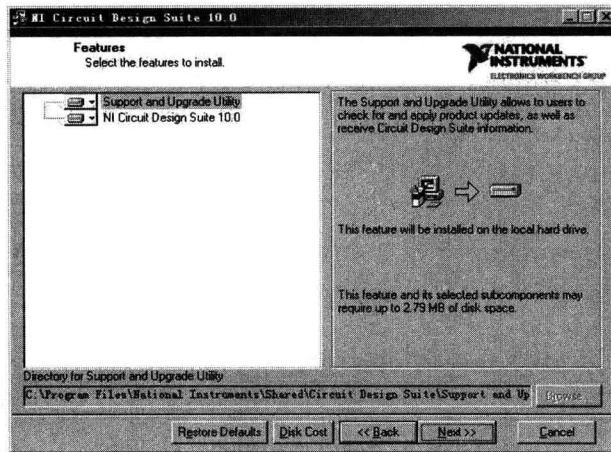 NI Circuit Design Suite 10.0
Features
Select the features to install.
NATIONAL
INSTRUMENTS
ELECTRONICS WORKBENCH GROUP
Support and Upgrade Utility
NI Circuit Design Suite 10.0
The Support and Upgrade Utility allows to users to
check for and apply product updates, as well as
receive Circuit Design Suite information.
This feature will be installed on the local hard drive.
This feature and its selected subcomponents may
require up to 2.79 MB of disk space.
Directory for Support and Upgrade Utility
C:\Program Files\National Instruments\Shared\Circuit Design Suite\Support and Up
Browse...
Restore Defaults
Disk Cost
<< Back
Next >>
Cancel